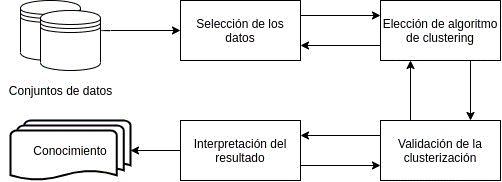 Selección de los
datos
Elección de algoritmo
de clustering
Conjuntos de datos
Conocimiento
Interpretación del
resultado
Validación de la
clusterización